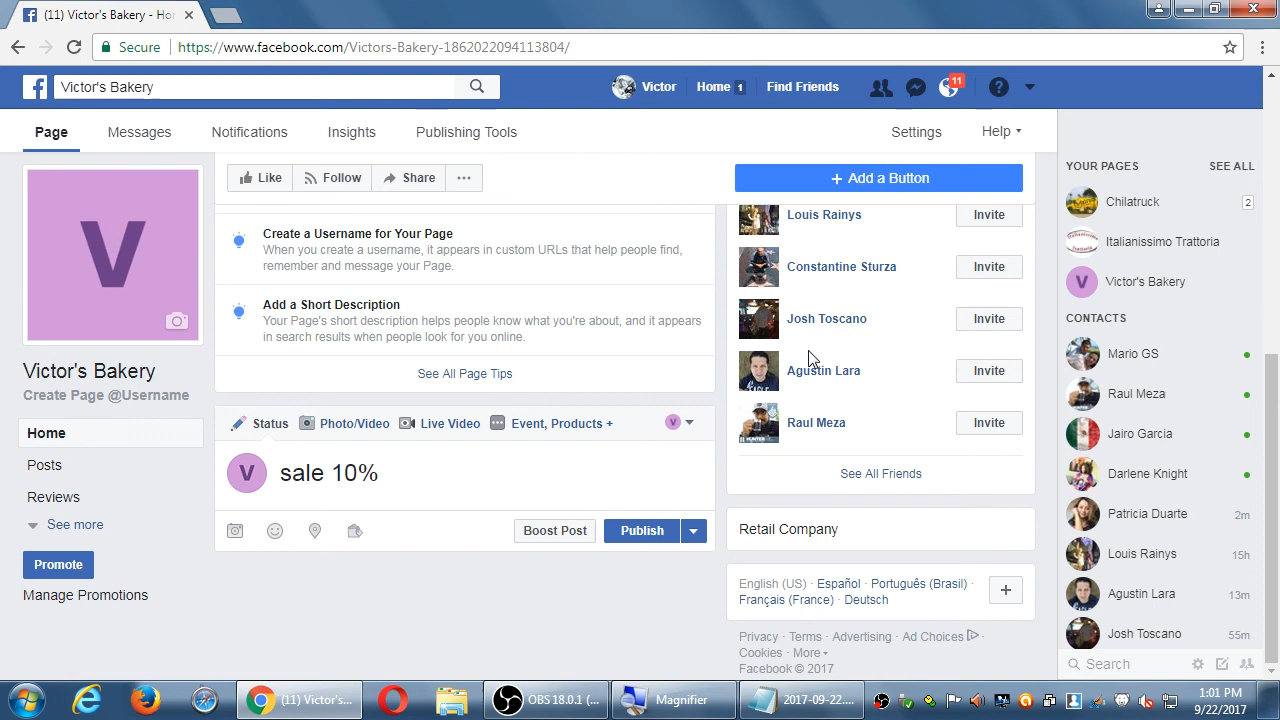 (11) Victor's Bakery - Ho
Secure
https://www.facebook.com/Victors-Bakery-1862022094113804/
Victor's Bakery
Victor
Home 1
Find Friends
11
Page
Messages
Notifications
Insights
Publishing Tools
Settings
Help
V
Victor's Bakery
Create Page @Username
Home
Posts
Reviews
See more
Promote
Manage Promotions
Like
Follow
Share
+ Add a Button
Create a Username for Your Page
When you create a username, it appears in custom URLs that help people find,
remember and message your Page.
Add a Short Description
Your Page's short description helps people know what you're about, and it appears
in search results when people look for you online.
See All Page Tips
Status
Photo/Video
Live Video
Event, Products +
V
V
sale 10%
Boost Post
Publish
Louis Rainys
Invite
Constantine Sturza
Invite
Josh Toscano
Invite
Agustin Lara
Invite
Raul Meza
Invite
See All Friends
Retail Company
English (US) · Español · Português (Brasil) ·
Français (France) · Deutsch
+
Privacy · Terms · Advertising · Ad Choices ·
Cookies · More
Facebook © 2017
YOUR PAGES
SEE ALL
Chilatruck
2
Italianissimo Trattoria
V
Victor's Bakery
CONTACTS
Mario GS
Raul Meza
Jairo Garcia
Darlene Knight
Patricia Duarte
2m
Louis Rainys
15h
Agustin Lara
13m
Josh Toscano
55m
Search
(11) Victor's...
OBS 18.0.1 (...
Magnifier
2017-09-22....
1:01 PM
9/22/2017